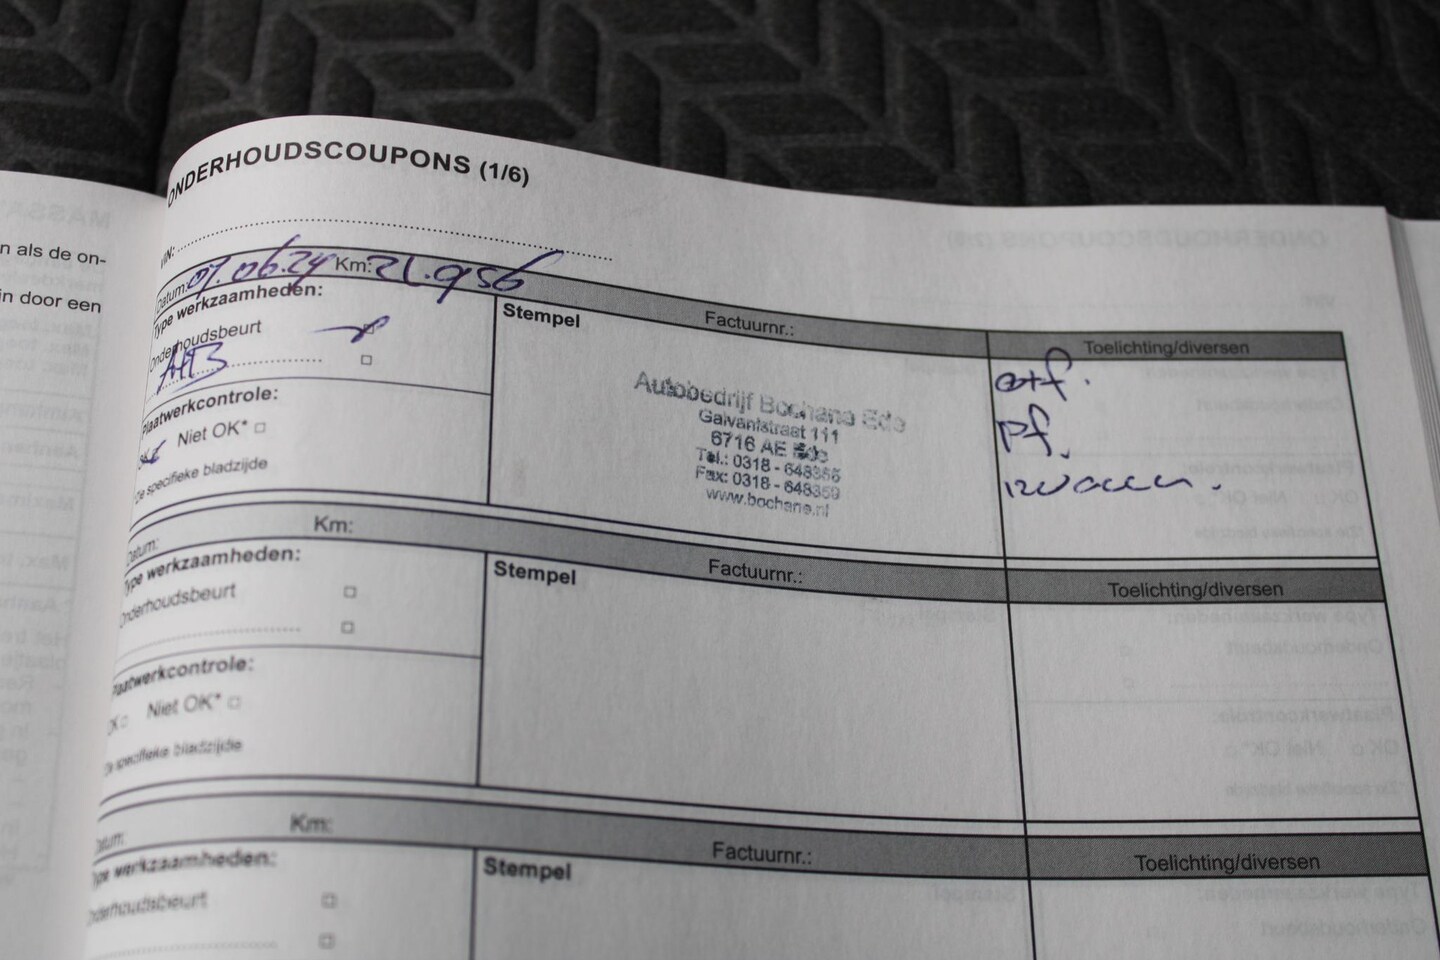 n als de on-
in door een
ONDERHOUDSCOUPONS (1/6)
VIN:
Datum: 07.06.24 Km: 21.956
Type werkzaamheden:
Onderhoudsbeurt
Plaatwerkcontrole:
Niet OK*
De specifieke bladzijde
Stempel
Factuurnr.:
Autobedrijf Bochane Ede
Galvanistraat 111
6716 AE Ede
Tel.: 0318 - 648355
Fax: 0318 - 648359
www.bochane.nl
Toelichting/diversen
pf.
Datum: Km:
Type werkzaamheden:
Onderhoudsbeurt
Plaatwerkcontrole:
OK Niet OK*
De specifieke bladzijde
Stempel
Factuurnr.:
Toelichting/diversen
Datum: Km:
Type werkzaamheden:
Onderhoudsbeurt
Stempel
Factuurnr.:
Toelichting/diversen